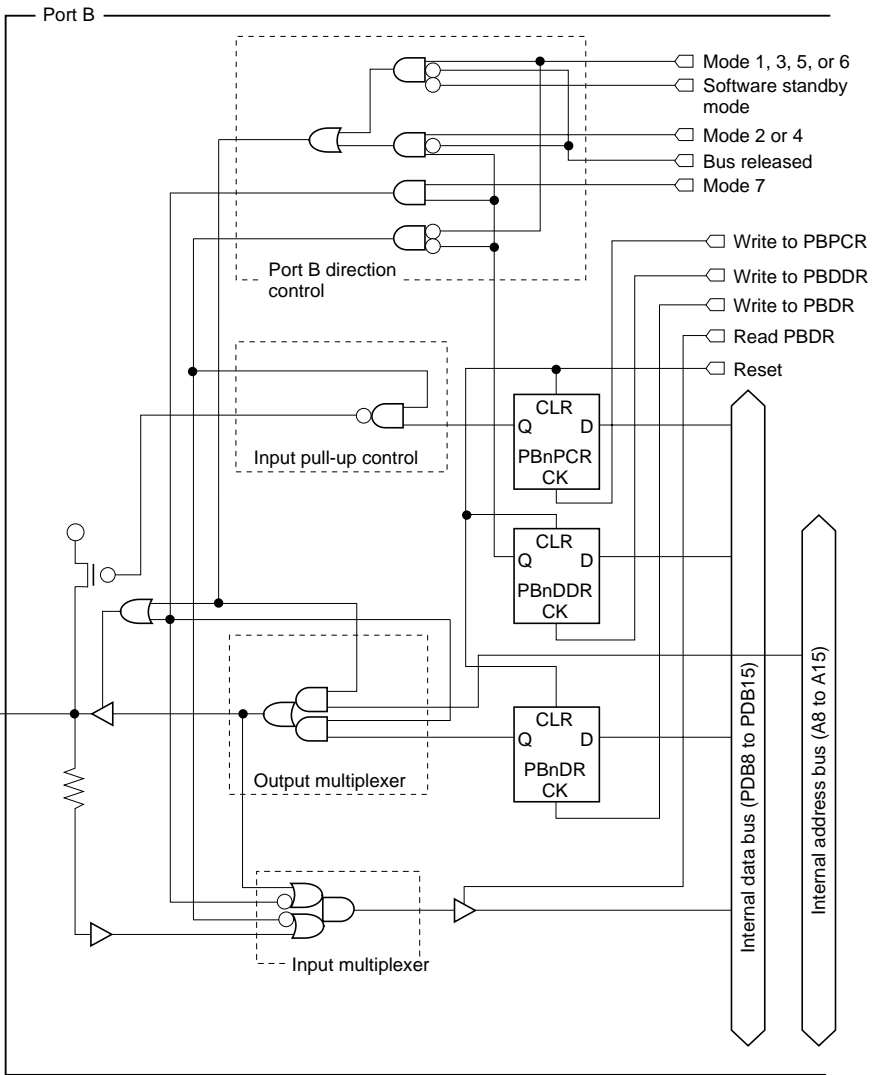 Port B
Mode 1, 3, 5, or 6
Software standby
mode
Mode 2 or 4
Bus released
Mode 7
Port B direction
control
Write to PBPCR
Write to PBDDR
Write to PBDR
Read PBDR
Reset
Input pull-up control
CLR
Q D
PBnPCR
CK
CLR
Q D
PBnDDR
CK
CLR
Q D
PBnDR
CK
Output multiplexer
Input multiplexer
Internal data bus (PDB8 to PDB15)
Internal address bus (A8 to A15)